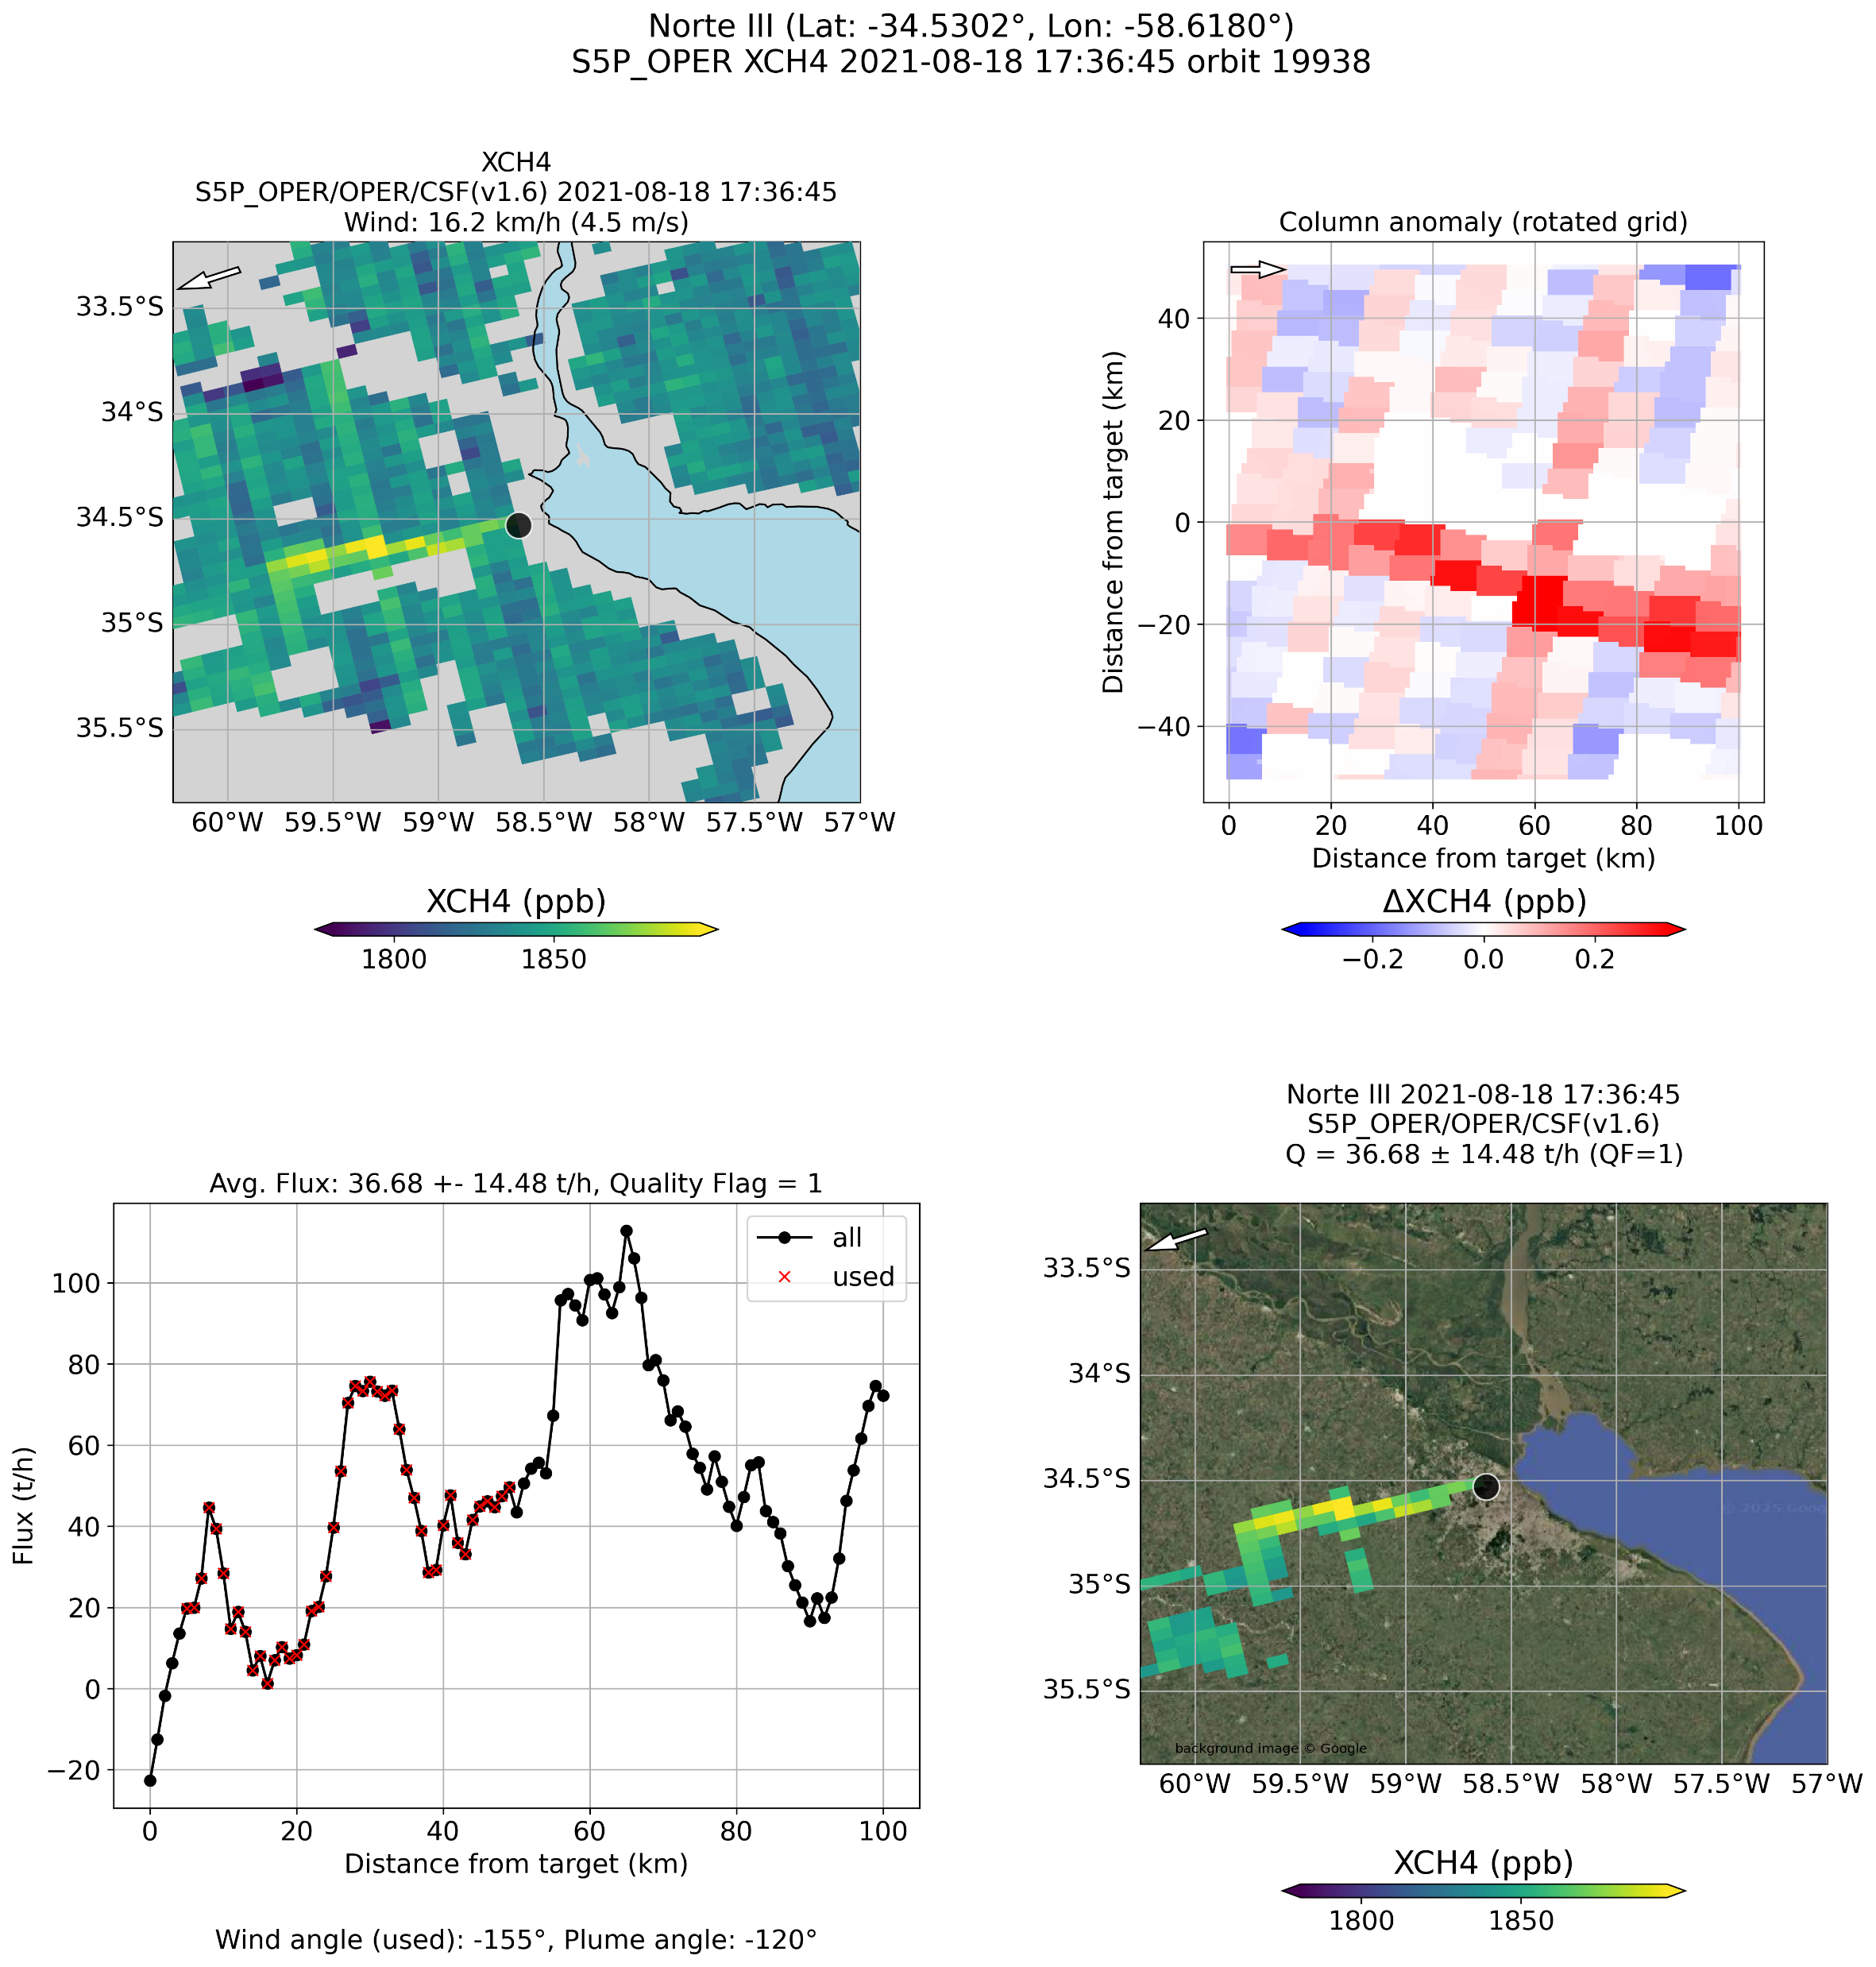 Norte III (Lat: -34.5302°, Lon: -58.6180°)
S5P_OPER XCH4 2021-08-18 17:36:45 orbit 19938
XCH4
S5P_OPER/OPER/CSF(v1.6) 2021-08-18 17:36:45
Wind: 16.2 km/h (4.5 m/s)
33.5°S
34°S
34.5°S
35°S
35.5°S
60°W 59.5°W 59°W 58.5°W 58°W 57.5°W 57°W
XCH4 (ppb)
1800 1850
Column anomaly (rotated grid)
Distance from target (km)
40
20
0
−20
−40
0 20 40 60 80 100
Distance from target (km)
ΔXCH4 (ppb)
−0.2 0.0 0.2
Avg. Flux: 36.68 +- 14.48 t/h, Quality Flag = 1
all
used
Flux (t/h)
100
80
60
40
20
0
−20
0 20 40 60 80 100
Distance from target (km)
Wind angle (used): -155°, Plume angle: -120°
Norte III 2021-08-18 17:36:45
S5P_OPER/OPER/CSF(v1.6)
Q = 36.68 ± 14.48 t/h (QF=1)
33.5°S
34°S
34.5°S
35°S
35.5°S
© 2025 Goo
background image © Google
60°W 59.5°W 59°W 58.5°W 58°W 57.5°W 57°W
XCH4 (ppb)
1800 1850